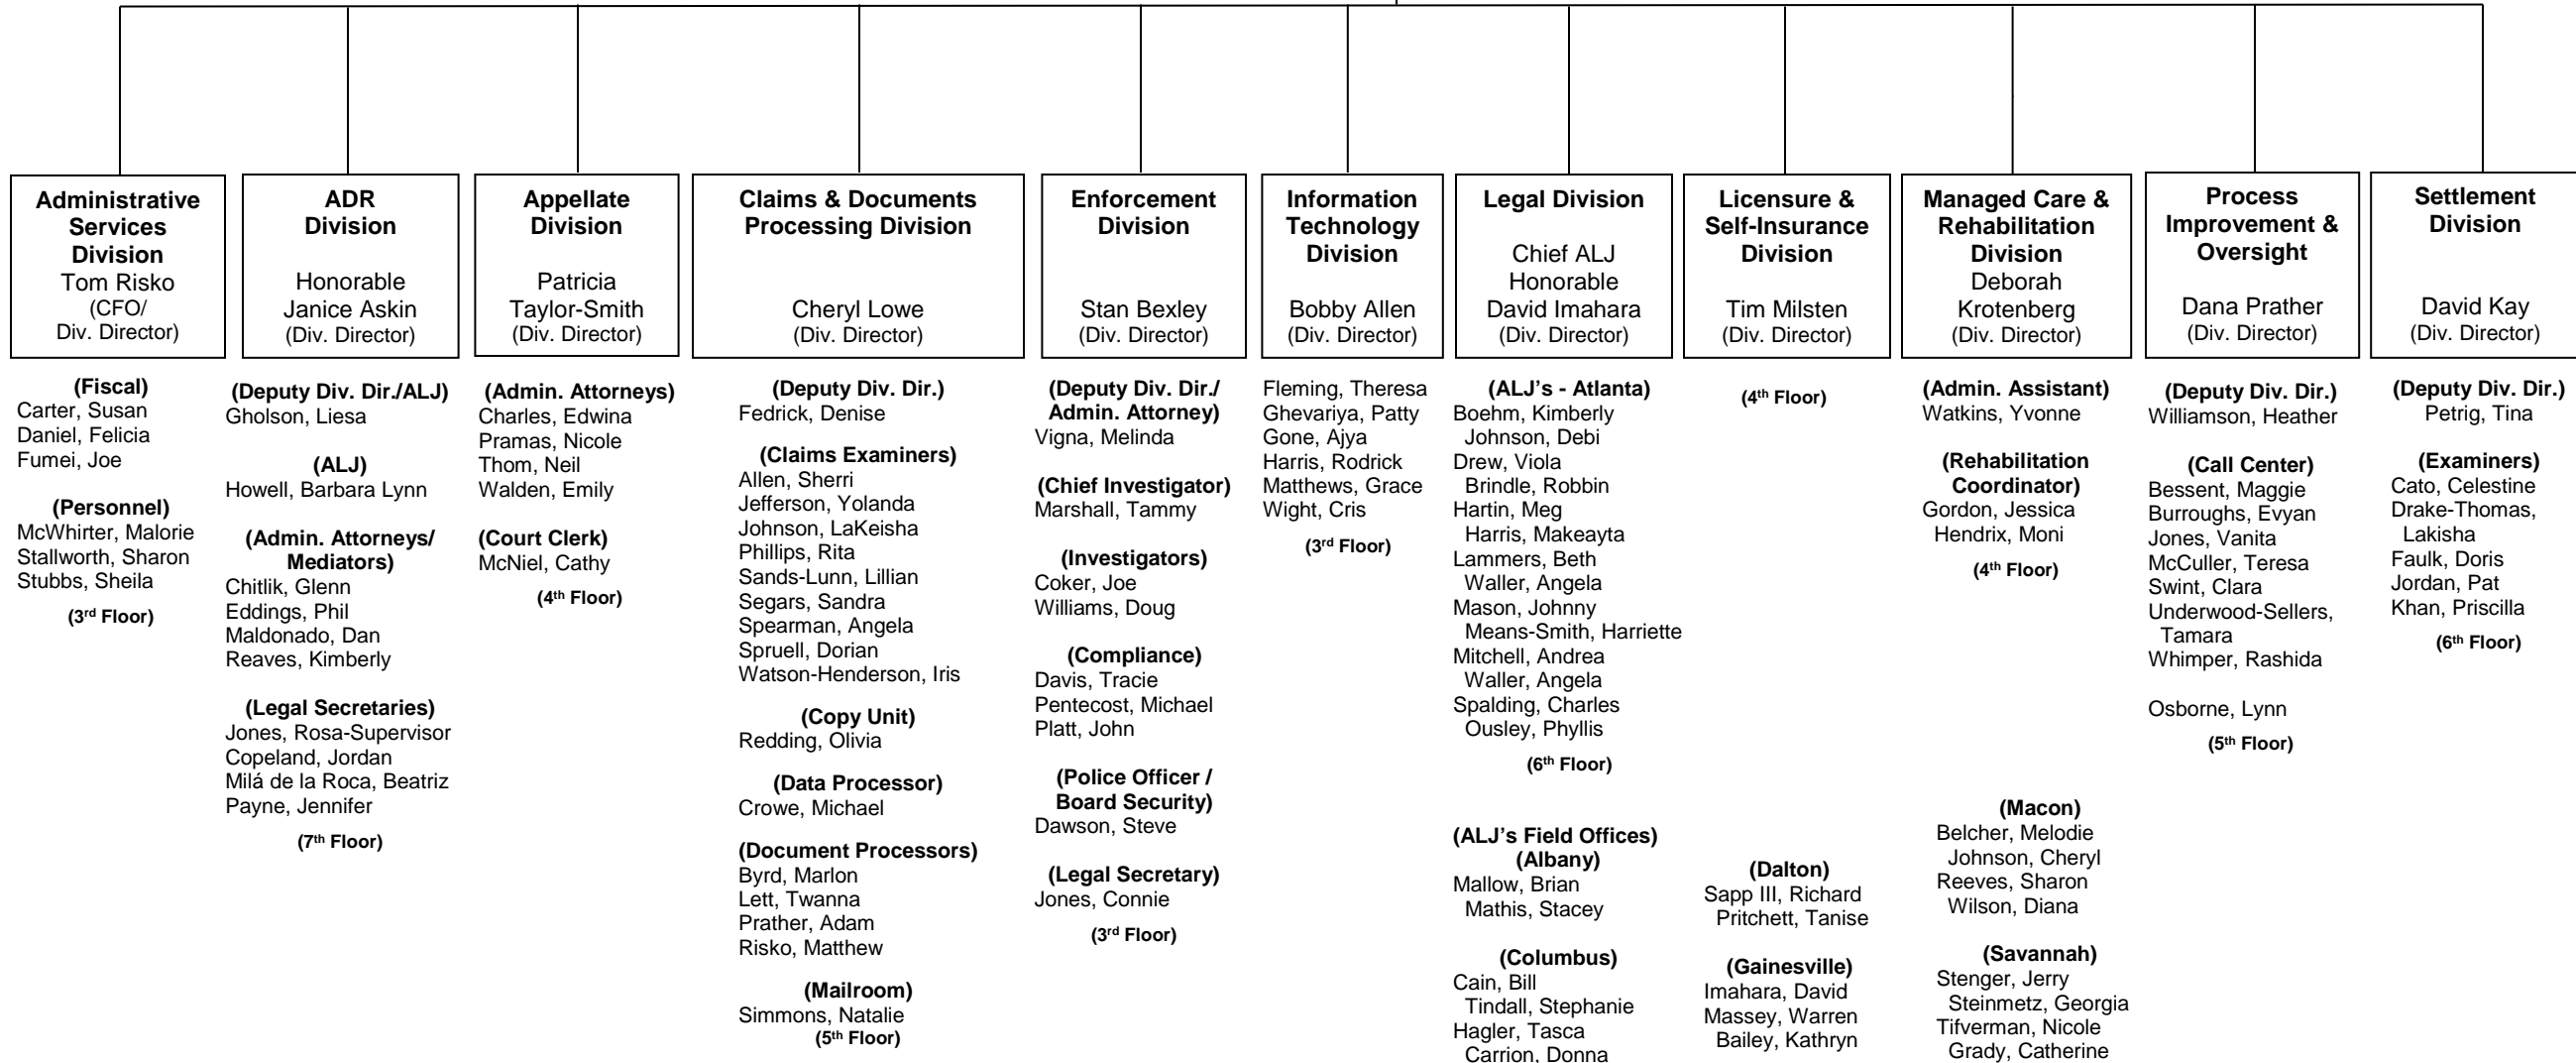 Administrative
Services
Division
Tom Risko
(CFO/
Div. Director)
(Fiscal)
Carter, Susan
Daniel, Felicia
Fumei, Joe
(Personnel)
McWhirter, Malorie
Stallworth, Sharon
Stubbs, Sheila
(3rd Floor)
ADR
Division
Honorable
Janice Askin
(Div. Director)
(Deputy Div. Dir./ALJ)
Gholson, Liesa
(ALJ)
Howell, Barbara Lynn
(Admin. Attorneys/
Mediators)
Chitlik, Glenn
Eddings, Phil
Maldonado, Dan
Reaves, Kimberly
(Legal Secretaries)
Jones, Rosa-Supervisor
Copeland, Jordan
Milá de la Roca, Beatriz
Payne, Jennifer
(7th Floor)
Appellate
Division
Patricia
Taylor-Smith
(Div. Director)
(Admin. Attorneys)
Charles, Edwina
Pramas, Nicole
Thom, Neil
Walden, Emily
(Court Clerk)
McNiel, Cathy
(4th Floor)
Claims & Documents
Processing Division
Cheryl Lowe
(Div. Director)
(Deputy Div. Dir.)
Fedrick, Denise
(Claims Examiners)
Allen, Sherri
Jefferson, Yolanda
Johnson, LaKeisha
Phillips, Rita
Sands-Lunn, Lillian
Segars, Sandra
Spearman, Angela
Spruell, Dorian
Watson-Henderson, Iris
(Copy Unit)
Redding, Olivia
(Data Processor)
Crowe, Michael
(Document Processors)
Byrd, Marlon
Lett, Twanna
Prather, Adam
Risko, Matthew
(Mailroom)
Simmons, Natalie
(5th Floor)
Enforcement
Division
Stan Bexley
(Div. Director)
(Deputy Div. Dir./
Admin. Attorney)
Vigna, Melinda
(Chief Investigator)
Marshall, Tammy
(Investigators)
Coker, Joe
Williams, Doug
(Compliance)
Davis, Tracie
Pentecost, Michael
Platt, John
(Police Officer /
Board Security)
Dawson, Steve
(Legal Secretary)
Jones, Connie
(3rd Floor)
Information
Technology
Division
Bobby Allen
(Div. Director)
Fleming, Theresa
Ghevariya, Patty
Gone, Ajya
Harris, Rodrick
Matthews, Grace
Wight, Cris
(3rd Floor)
Legal Division
Chief ALJ
Honorable
David Imahara
(Div. Director)
(ALJ's - Atlanta)
Boehm, Kimberly
Johnson, Debi
Drew, Viola
Brindle, Robbin
Hartin, Meg
Harris, Makeayta
Lammers, Beth
Waller, Angela
Mason, Johnny
Means-Smith, Harriette
Mitchell, Andrea
Waller, Angela
Spalding, Charles
Ousley, Phyllis
(6th Floor)
(ALJ's Field Offices)
(Albany)
Mallow, Brian
Mathis, Stacey
(Columbus)
Cain, Bill
Tindall, Stephanie
Hagler, Tasca
Carrion, Donna
Licensure &
Self-Insurance
Division
Tim Milsten
(Div. Director)
(4th Floor)
(Dalton)
Sapp III, Richard
Pritchett, Tanise
(Gainesville)
Imahara, David
Massey, Warren
Bailey, Kathryn
Managed Care &
Rehabilitation
Division
Deborah
Krotenberg
(Div. Director)
(Admin. Assistant)
Watkins, Yvonne
(Rehabilitation
Coordinator)
Gordon, Jessica
Hendrix, Moni
(4th Floor)
(Macon)
Belcher, Melodie
Johnson, Cheryl
Reeves, Sharon
Wilson, Diana
(Savannah)
Stenger, Jerry
Steinmetz, Georgia
Tifverman, Nicole
Grady, Catherine
Process
Improvement &
Oversight
Dana Prather
(Div. Director)
(Deputy Div. Dir.)
Williamson, Heather
(Call Center)
Bessent, Maggie
Burroughs, Evyan
Jones, Vanita
McCuller, Teresa
Swint, Clara
Underwood-Sellers,
Tamara
Whimper, Rashida
Osborne, Lynn
(5th Floor)
Settlement
Division
David Kay
(Div. Director)
(Deputy Div. Dir.)
Petrig, Tina
(Examiners)
Cato, Celestine
Drake-Thomas,
Lakisha
Faulk, Doris
Jordan, Pat
Khan, Priscilla
(6th Floor)